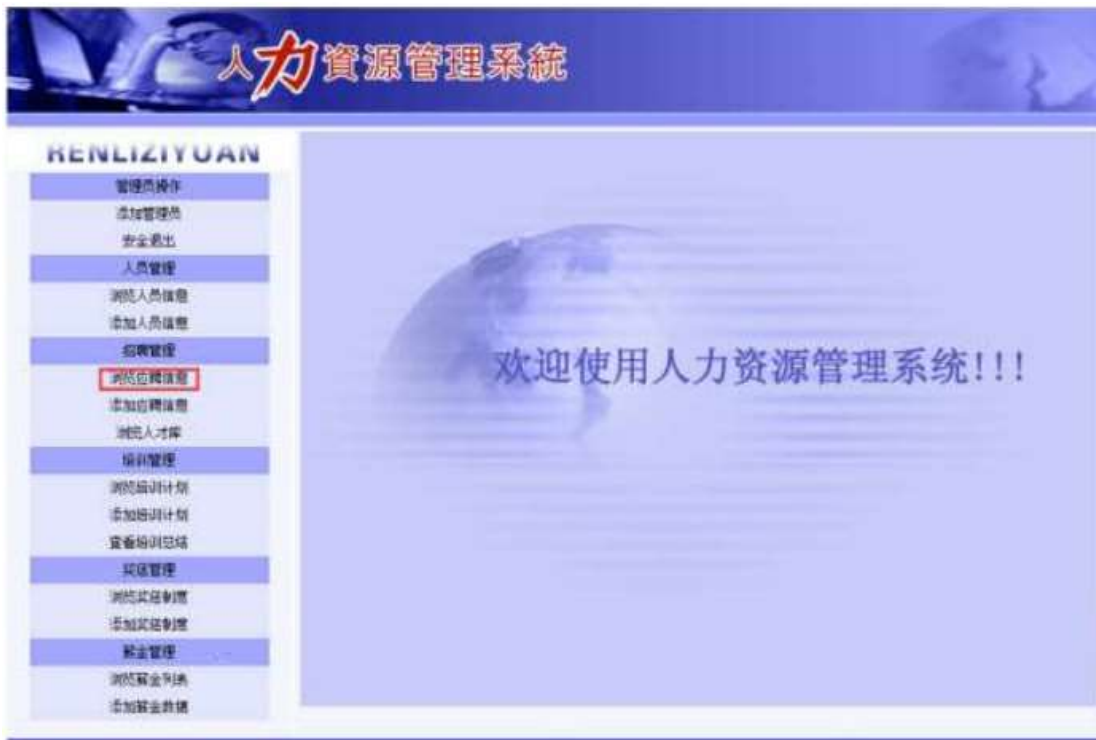 人力資源管理系統
RENLIZIYUAN
管理员操作
添加管理员
安全退出
人员管理
浏览人员信息
添加人员信息
招聘管理
浏览应聘信息
添加应聘信息
浏览人才库
培训管理
浏览培训计划
添加培训计划
查看培训总结
奖惩管理
浏览奖惩制度
添加奖惩制度
薪金管理
浏览薪金列表
添加薪金数据
欢迎使用人力资源管理系统!!!